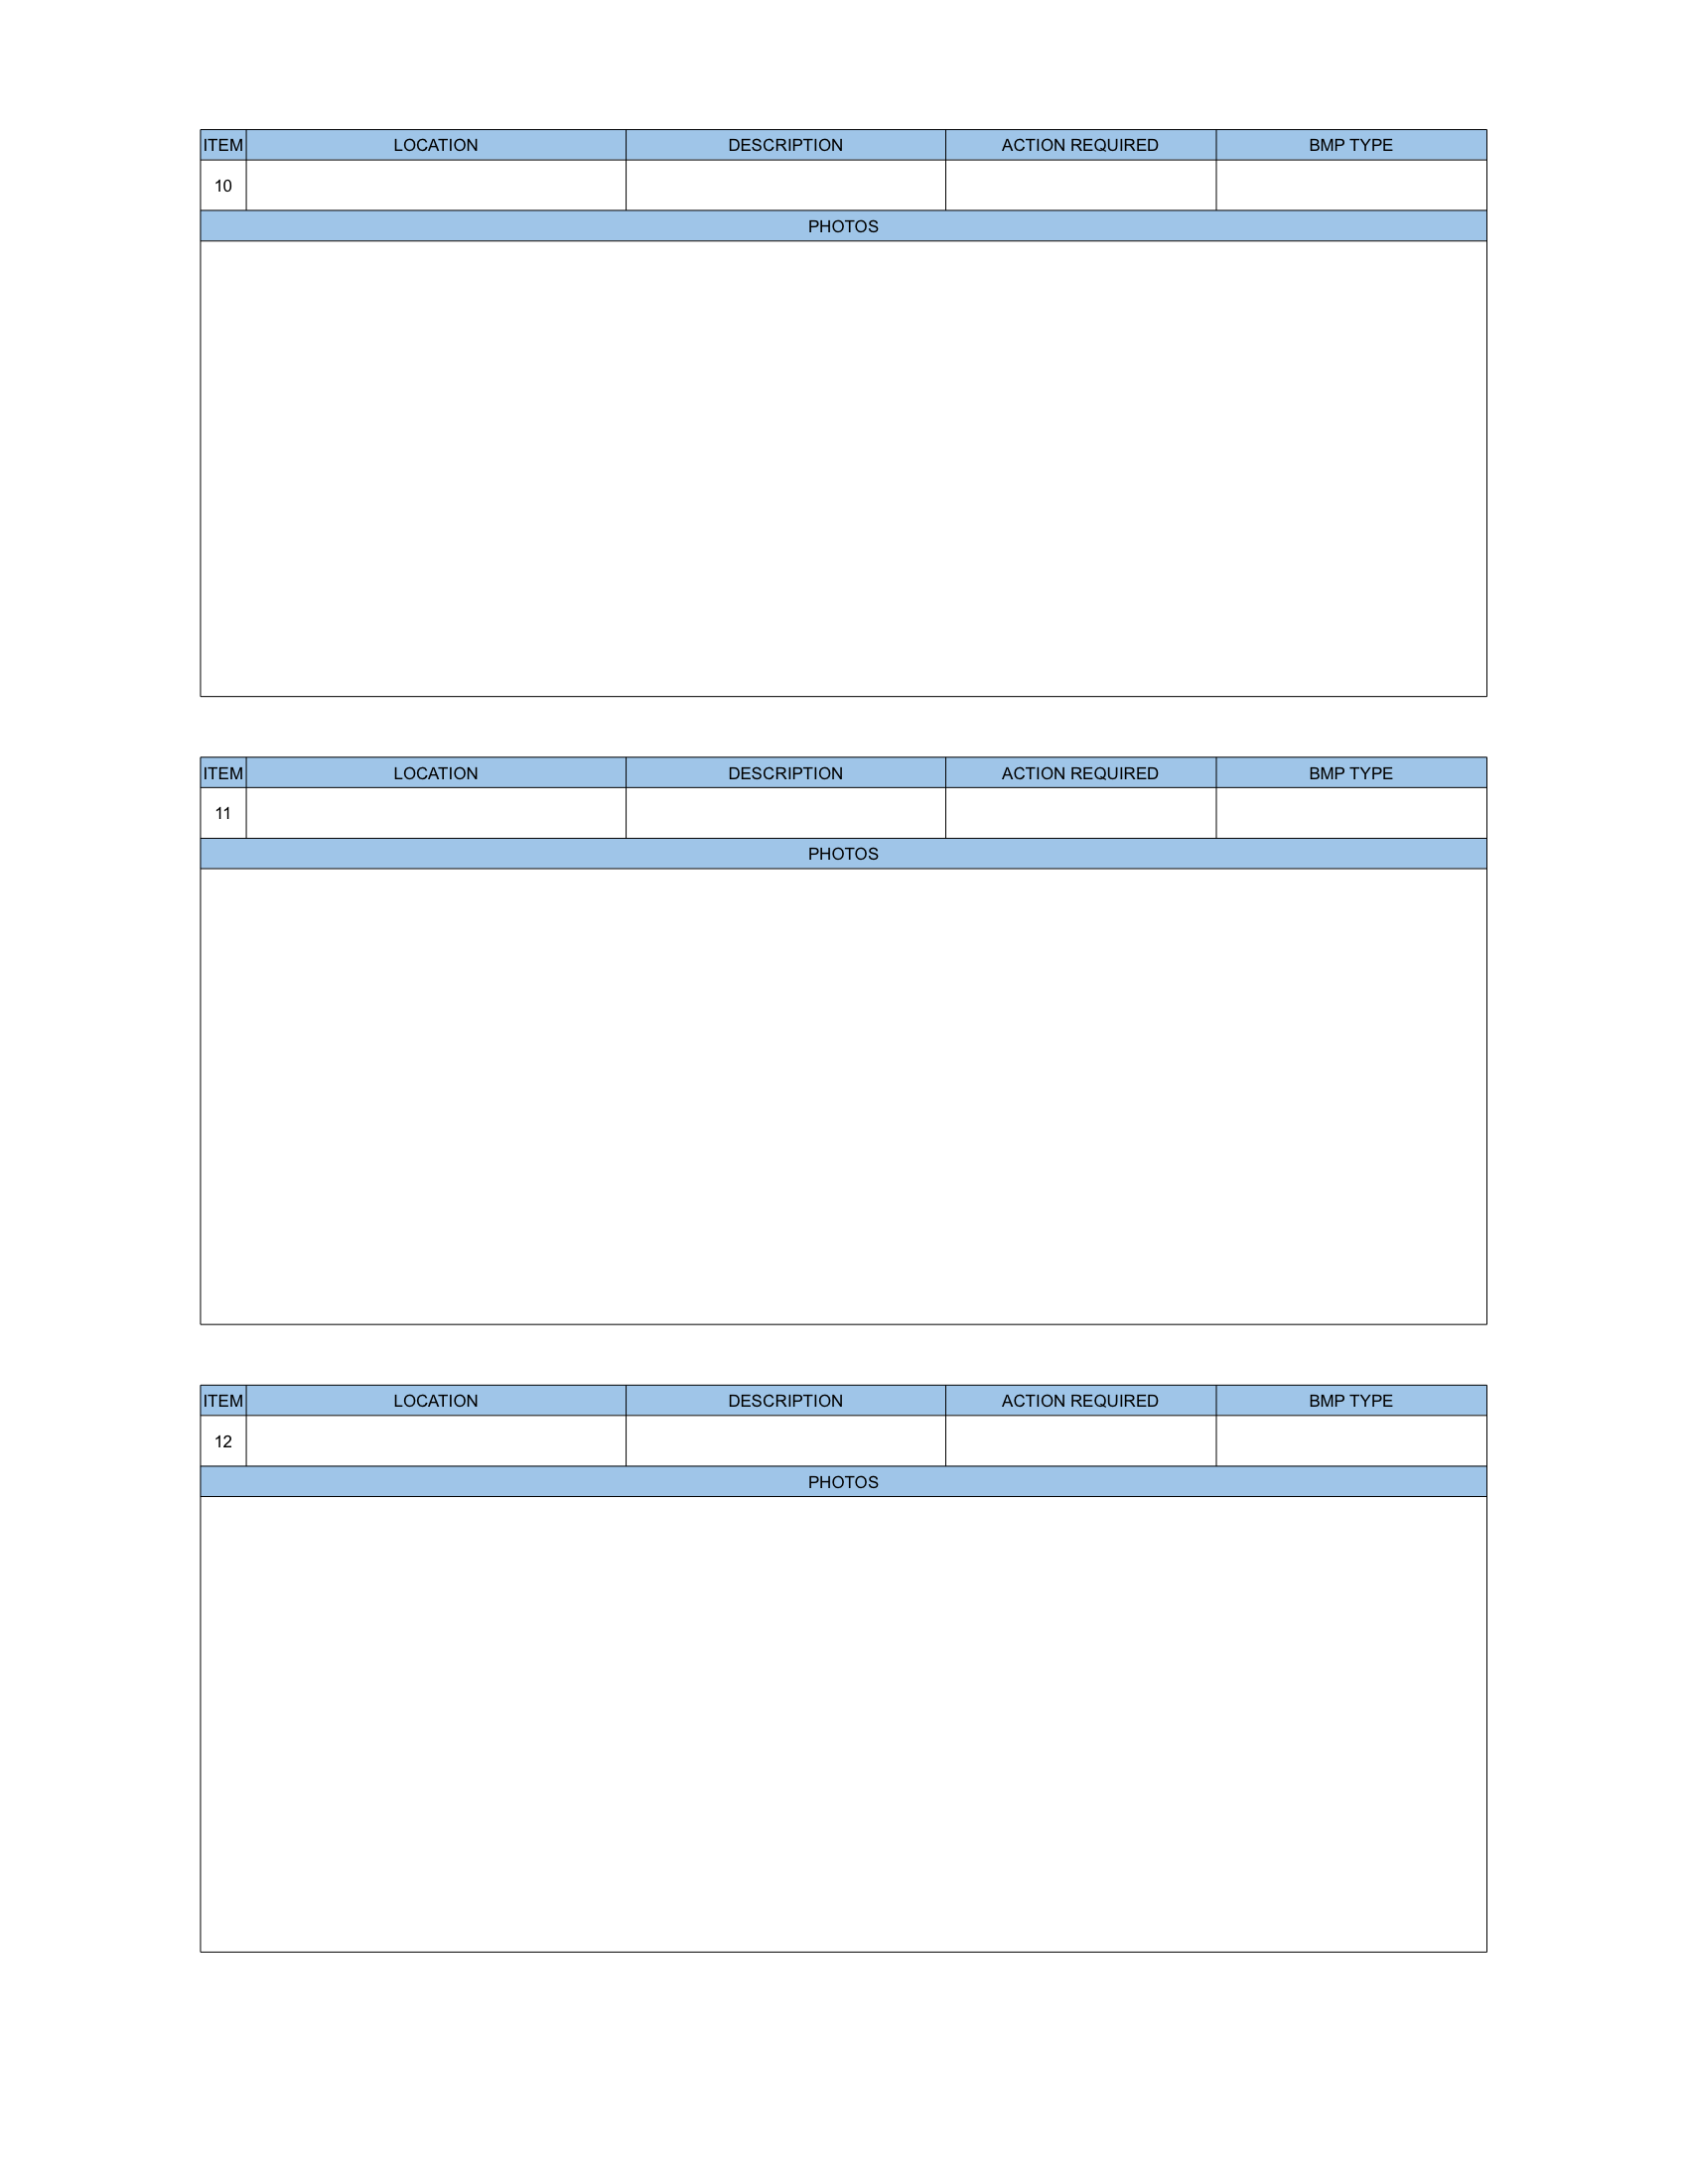 ITEM LOCATION DESCRIPTION ACTION REQUIRED BMP TYPE
10
PHOTOS
ITEM LOCATION DESCRIPTION ACTION REQUIRED BMP TYPE
11
PHOTOS
ITEM LOCATION DESCRIPTION ACTION REQUIRED BMP TYPE
12
PHOTOS